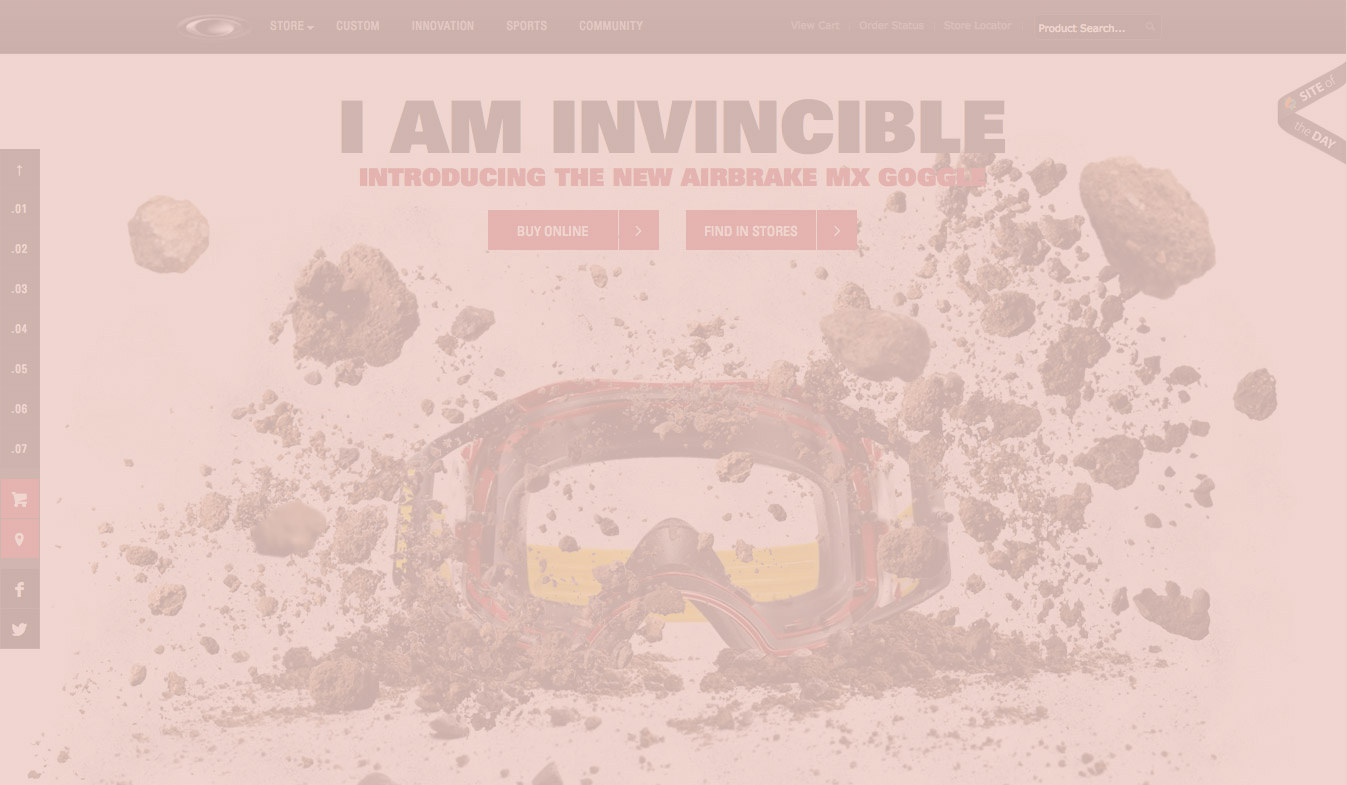 STORE CUSTOM INNOVATION SPORTS COMMUNITY View Cart Order Status Store Locator Product Search...
SITE of
the DAY
I AM INVINCIBLE
INTRODUCING THE NEW AIRBRAKE MX GOGGLE
BUY ONLINE FIND IN STORES
.01
.02
.03
.04
.05
.06
.07